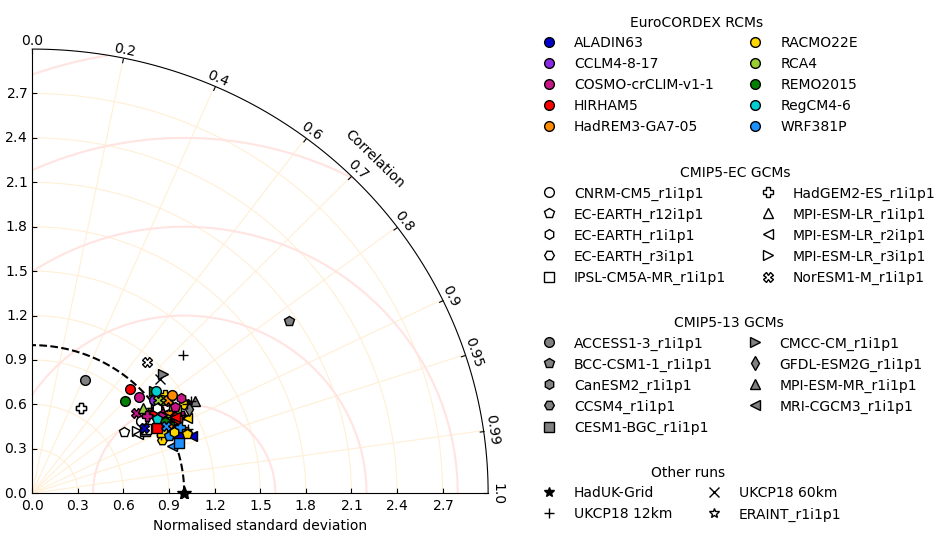 EuroCORDEX RCMs
ALADIN63 RACMO22E
CCLM4-8-17 RCA4
COSMO-crCLIM-v1-1 REMO2015
HIRHAM5 RegCM4-6
HadREM3-GA7-05 WRF381P
CMIP5-EC GCMs
CNRM-CM5_r1i1p1 HadGEM2-ES_r1i1p1
EC-EARTH_r12i1p1 MPI-ESM-LR_r1i1p1
EC-EARTH_r1i1p1 MPI-ESM-LR_r2i1p1
EC-EARTH_r3i1p1 MPI-ESM-LR_r3i1p1
IPSL-CM5A-MR_r1i1p1 NorESM1-M_r1i1p1
CMIP5-13 GCMs
ACCESS1-3_r1i1p1 CMCC-CM_r1i1p1
BCC-CSM1-1_r1i1p1 GFDL-ESM2G_r1i1p1
CanESM2_r1i1p1 MPI-ESM-MR_r1i1p1
CCSM4_r1i1p1 MRI-CGCM3_r1i1p1
CESM1-BGC_r1i1p1
Other runs
HadUK-Grid UKCP18 60km
UKCP18 12km ERAINT_r1i1p1
0.0
0.2
0.4
0.6
Correlation
0.7
0.8
0.9
0.95
0.99
1.0
2.7
2.4
2.1
1.8
1.5
1.2
0.9
0.6
0.3
0.0
0.0 0.3 0.6 0.9 1.2 1.5 1.8 2.1 2.4 2.7
Normalised standard deviation